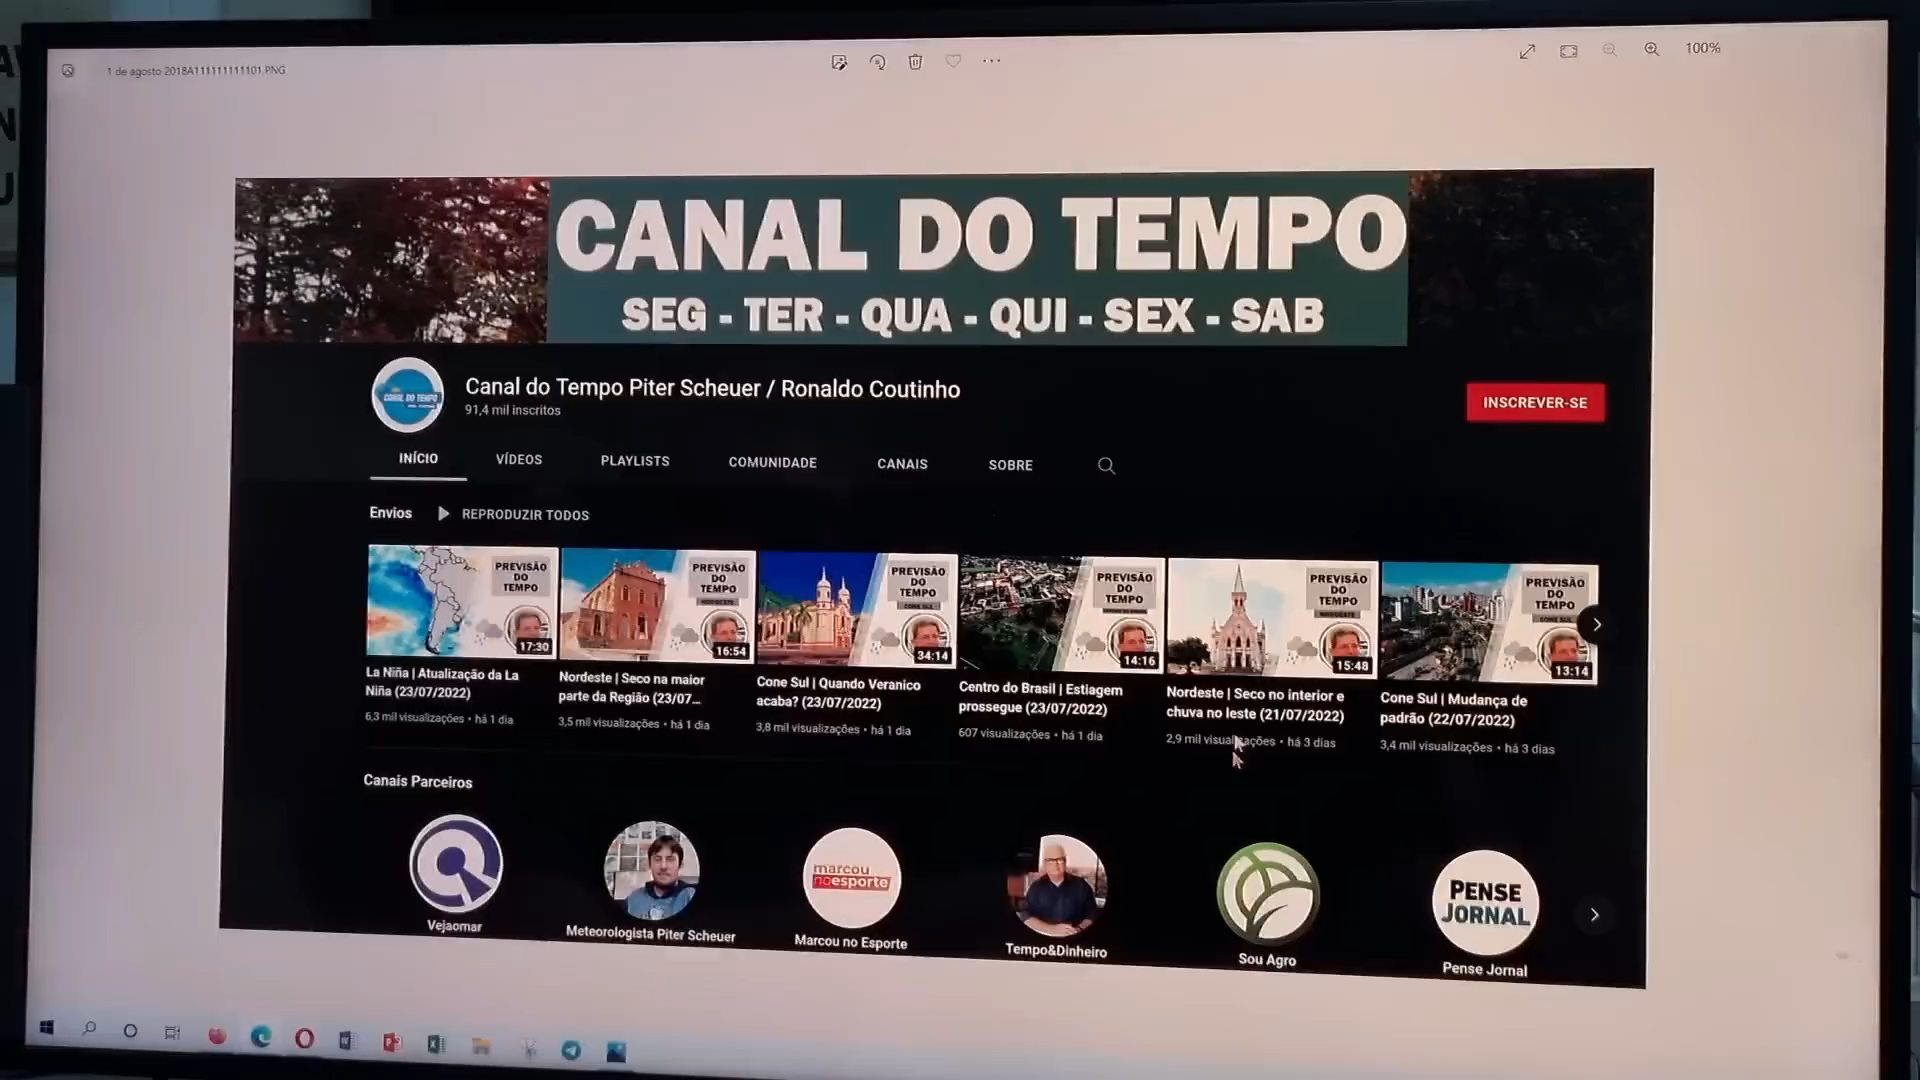 1 de agosto 2018A111111111101.PNG
100%
CANAL DO TEMPO
SEG - TER - QUA - QUI - SEX - SAB
Canal do Tempo Piter Scheuer / Ronaldo Coutinho
91,4 mil inscritos
INSCREVER-SE
INÍCIO VÍDEOS PLAYLISTS COMUNIDADE CANAIS SOBRE
Envios REPRODUZIR TODOS
PREVISÃO DO TEMPO
17:30
PREVISÃO DO TEMPO
NORDESTE
16:54
PREVISÃO DO TEMPO
CONE SUL
34:14
PREVISÃO DO TEMPO
14:16
PREVISÃO DO TEMPO
NORDESTE
15:48
PREVISÃO DO TEMPO
CONE SUL
13:14
La Niña | Atualização da La
Niña (23/07/2022)
6,3 mil visualizações • há 1 dia
Nordeste | Seco na maior
parte da Região (23/07...
3,5 mil visualizações • há 1 dia
Cone Sul | Quando Veranico
acaba? (23/07/2022)
3,8 mil visualizações • há 1 dia
Centro do Brasil | Estiagem
prossegue (23/07/2022)
607 visualizações • há 1 dia
Nordeste | Seco no interior e
chuva no leste (21/07/2022)
2,9 mil visualizações • há 3 dias
Cone Sul | Mudança de
padrão (22/07/2022)
3,4 mil visualizações • há 3 dias
Canais Parceiros
marcou
noesporte
PENSE
JORNAL
Vejaomar
Meteorologista Piter Scheuer
Marcou no Esporte
Tempo&Dinheiro
Sou Agro
Pense Jornal